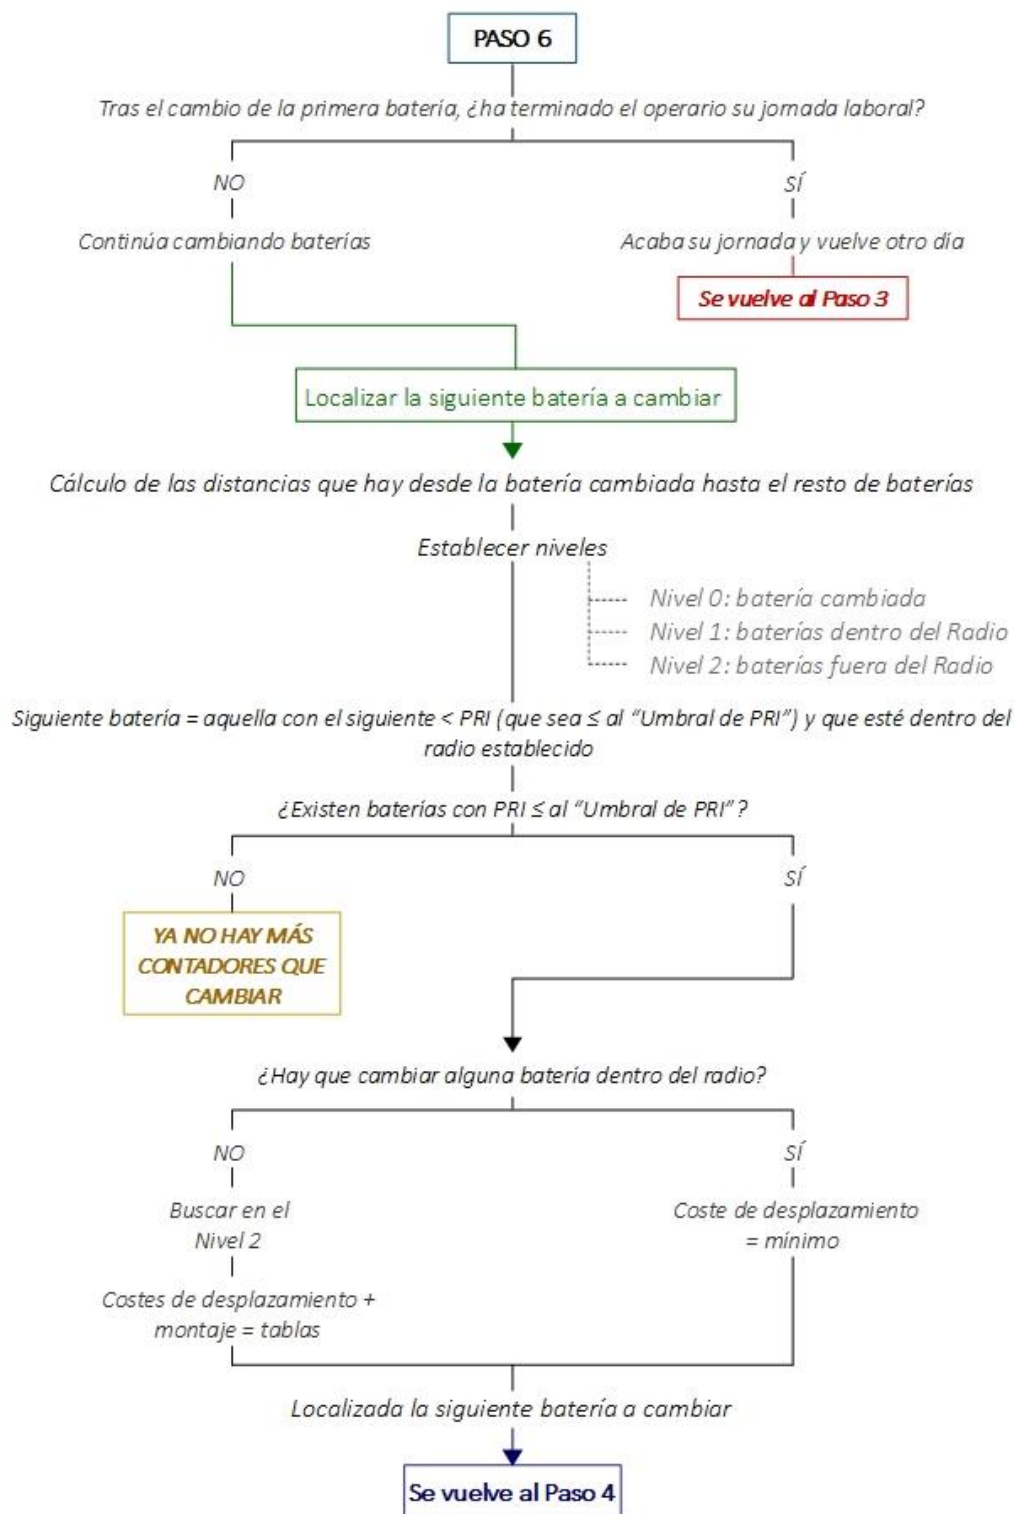 PASO 6
Tras el cambio de la primera batería, ¿ha terminado el operario su jornada laboral?
NO
SÍ
Continúa cambiando baterías
Acaba su jornada y vuelve otro día
Se vuelve al Paso 3
Localizar la siguiente batería a cambiar
Cálculo de las distancias que hay desde la batería cambiada hasta el resto de baterías
Establecer niveles
Nivel 0: batería cambiada
Nivel 1: baterías dentro del Radio
Nivel 2: baterías fuera del Radio
Siguiente batería = aquella con el siguiente < PRI (que sea ≤ al “Umbral de PRI”) y que esté dentro del
radio establecido
¿Existen baterías con PRI ≤ al “Umbral de PRI”?
NO
SÍ
YA NO HAY MÁS
CONTADORES QUE
CAMBIAR
¿Hay que cambiar alguna batería dentro del radio?
NO
SÍ
Buscar en el
Nivel 2
Coste de desplazamiento
= mínimo
Costes de desplazamiento +
montaje = tablas
Localizada la siguiente batería a cambiar
Se vuelve al Paso 4